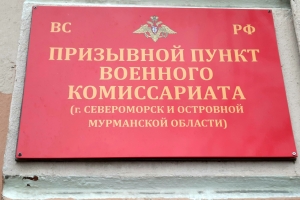 ВС РФ
ПРИЗЫВНОЙ ПУНКТ
ВОЕННОГО
КОМИССАРИАТА
(г. СЕВЕРОМОРСК И ОСТРОВНОЙ
МУРМАНСКОЙ ОБЛАСТИ)